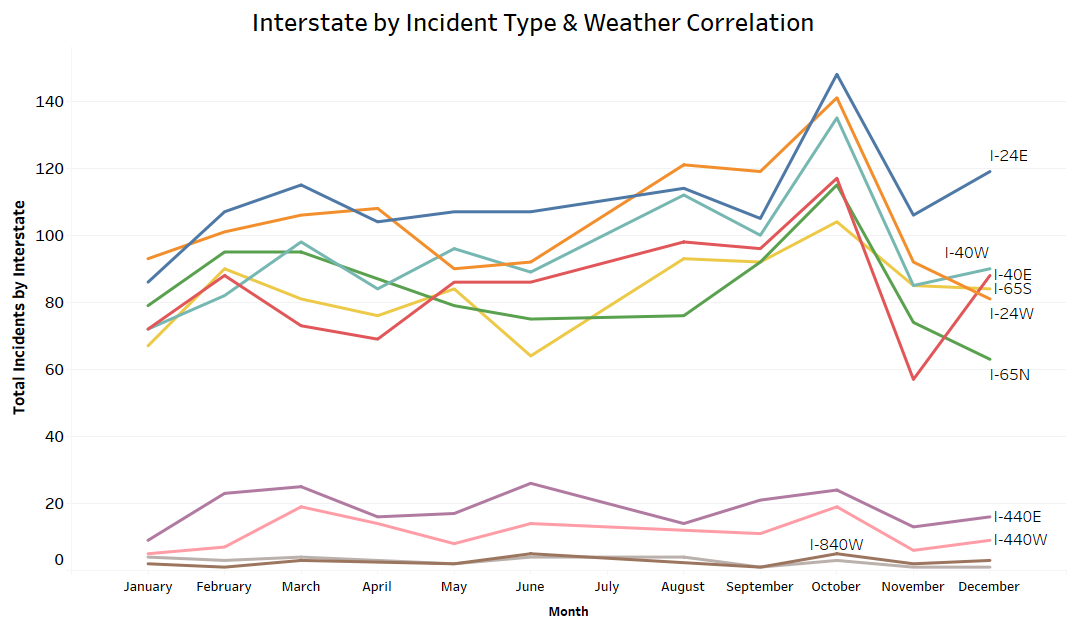 Interstate by Incident Type & Weather Correlation
Total Incidents by Interstate
140
120
100
80
60
40
20
0
I-24E
I-40W
I-40E
I-65S
I-24W
I-65N
I-440E
I-840W
I-440W
January February March April May June July August September October November December
Month